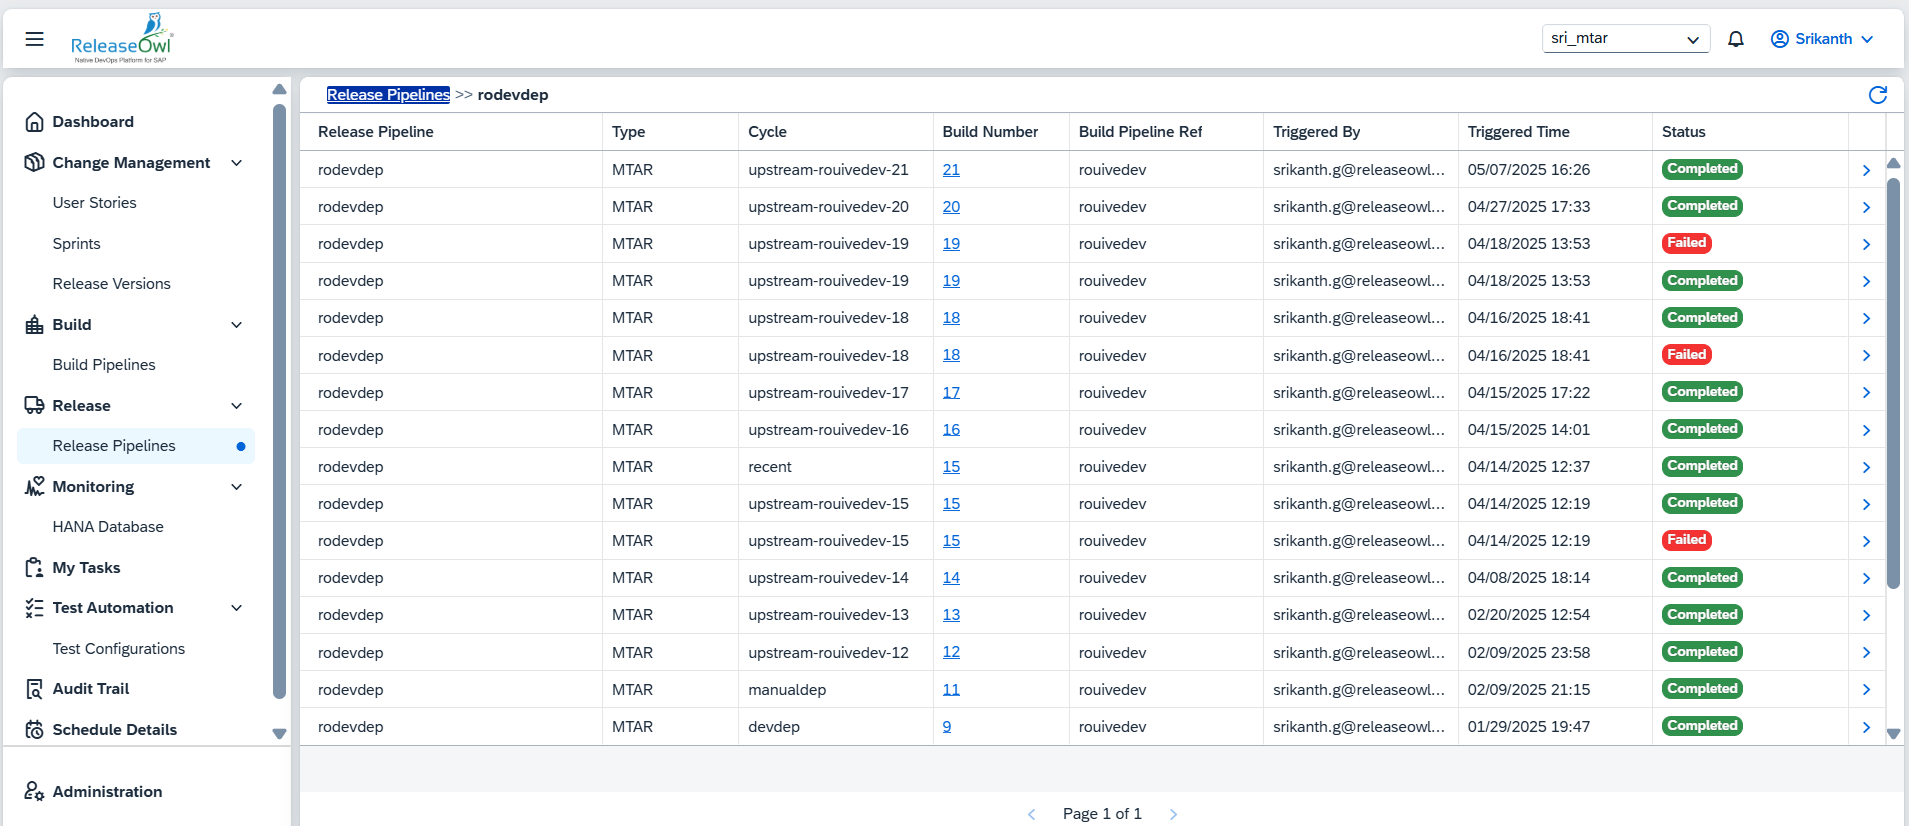 ReleaseOwl®
Native DevOps Platform for SAP
sri_mtar
Srikanth
Dashboard
Change Management
User Stories
Sprints
Release Versions
Build
Build Pipelines
Release
Release Pipelines
Monitoring
HANA Database
My Tasks
Test Automation
Test Configurations
Audit Trail
Schedule Details
Administration
Release Pipelines >> rodevdep
Release Pipeline Type Cycle Build Number Build Pipeline Ref Triggered By Triggered Time Status
rodevdep MTAR upstream-rouivedev-21 21 rouivedev srikanth.g@releaseowl... 05/07/2025 16:26 Completed
rodevdep MTAR upstream-rouivedev-20 20 rouivedev srikanth.g@releaseowl... 04/27/2025 17:33 Completed
rodevdep MTAR upstream-rouivedev-19 19 rouivedev srikanth.g@releaseowl... 04/18/2025 13:53 Failed
rodevdep MTAR upstream-rouivedev-19 19 rouivedev srikanth.g@releaseowl... 04/18/2025 13:53 Completed
rodevdep MTAR upstream-rouivedev-18 18 rouivedev srikanth.g@releaseowl... 04/16/2025 18:41 Completed
rodevdep MTAR upstream-rouivedev-18 18 rouivedev srikanth.g@releaseowl... 04/16/2025 18:41 Failed
rodevdep MTAR upstream-rouivedev-17 17 rouivedev srikanth.g@releaseowl... 04/15/2025 17:22 Completed
rodevdep MTAR upstream-rouivedev-16 16 rouivedev srikanth.g@releaseowl... 04/15/2025 14:01 Completed
rodevdep MTAR recent 15 rouivedev srikanth.g@releaseowl... 04/14/2025 12:37 Completed
rodevdep MTAR upstream-rouivedev-15 15 rouivedev srikanth.g@releaseowl... 04/14/2025 12:19 Completed
rodevdep MTAR upstream-rouivedev-15 15 rouivedev srikanth.g@releaseowl... 04/14/2025 12:19 Failed
rodevdep MTAR upstream-rouivedev-14 14 rouivedev srikanth.g@releaseowl... 04/08/2025 18:14 Completed
rodevdep MTAR upstream-rouivedev-13 13 rouivedev srikanth.g@releaseowl... 02/20/2025 12:54 Completed
rodevdep MTAR upstream-rouivedev-12 12 rouivedev srikanth.g@releaseowl... 02/09/2025 23:58 Completed
rodevdep MTAR manualdep 11 rouivedev srikanth.g@releaseowl... 02/09/2025 21:15 Completed
rodevdep MTAR devdep 9 rouivedev srikanth.g@releaseowl... 01/29/2025 19:47 Completed
Page 1 of 1